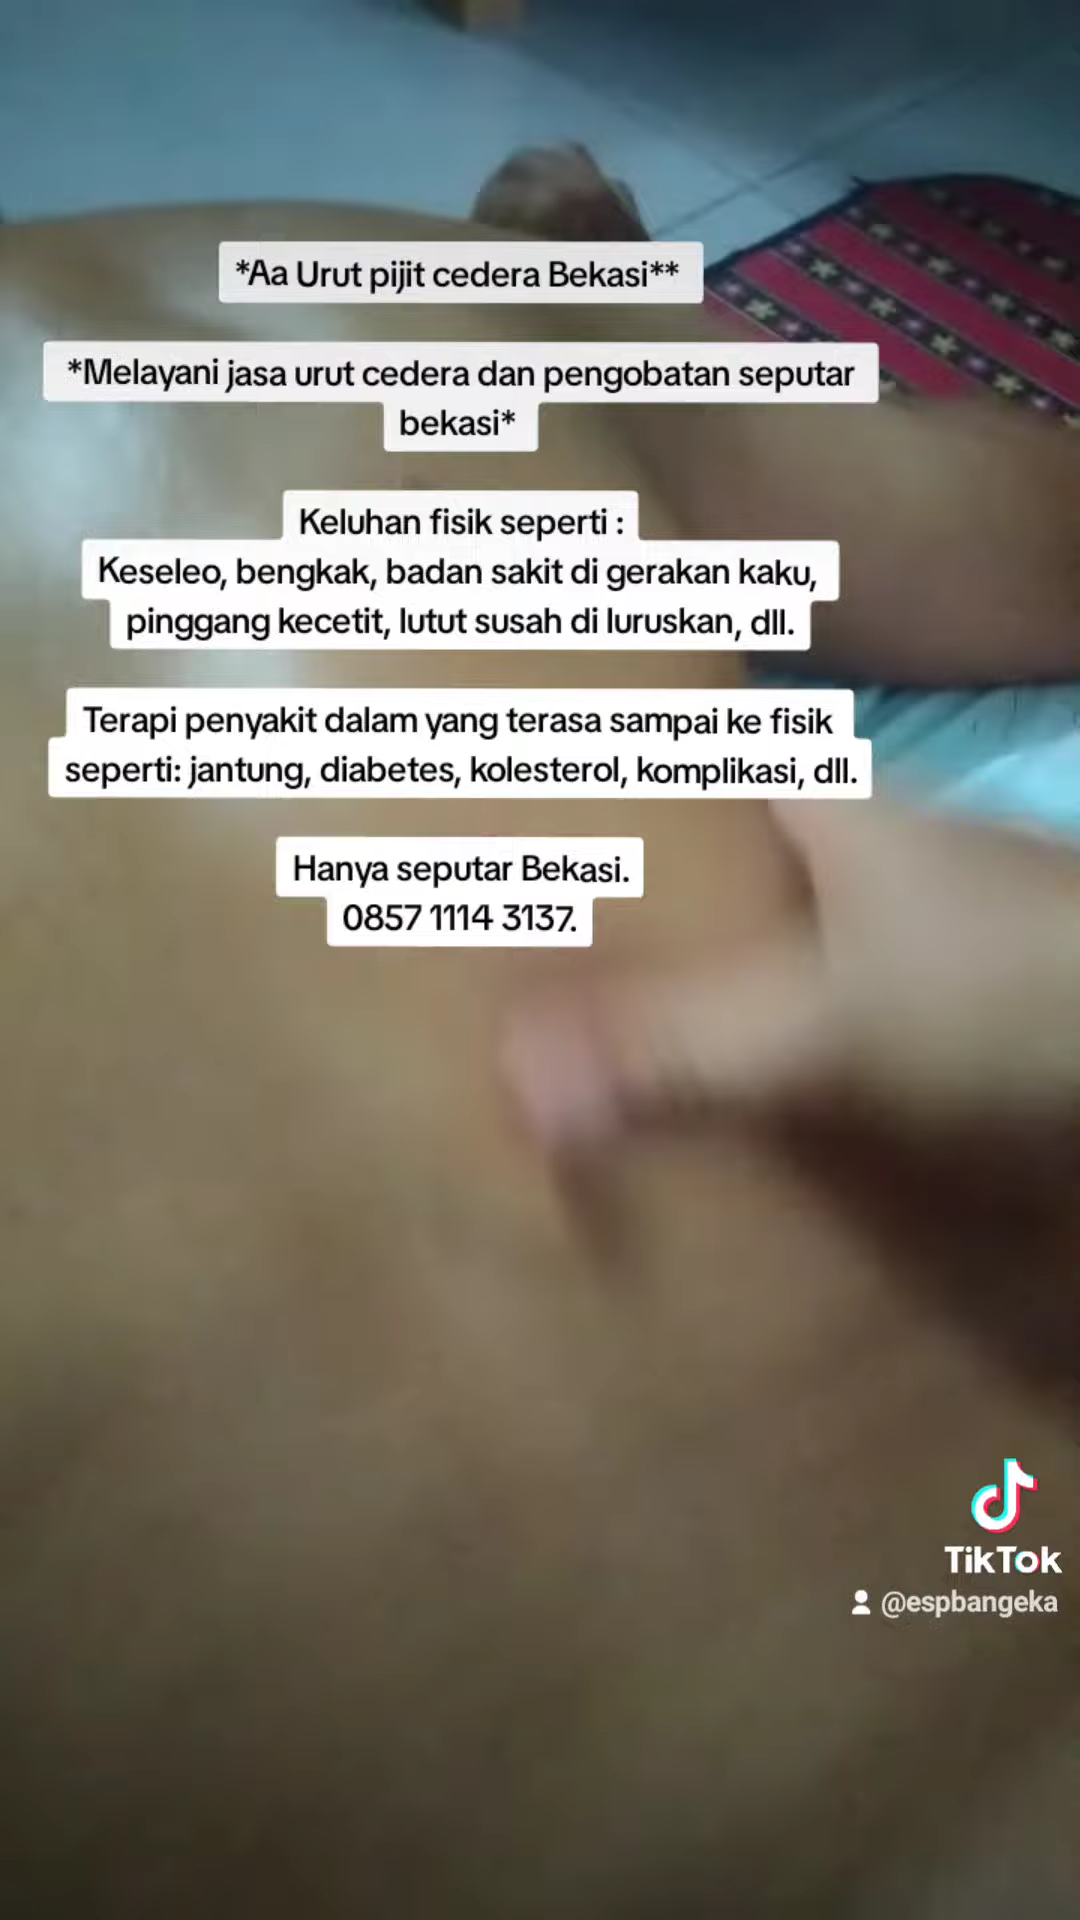 *Aa Urut pijit cedera Bekasi**
*Melayani jasa urut cedera dan pengobatan seputar
bekasi*
Keluhan fisik seperti :
Keseleo, bengkak, badan sakit di gerakan kaku,
pinggang kecetit, lutut susah di luruskan, dll.
Terapi penyakit dalam yang terasa sampai ke fisik
seperti: jantung, diabetes, kolesterol, komplikasi, dll.
Hanya seputar Bekasi.
0857 1114 3137.
TikTok
@espbangeka